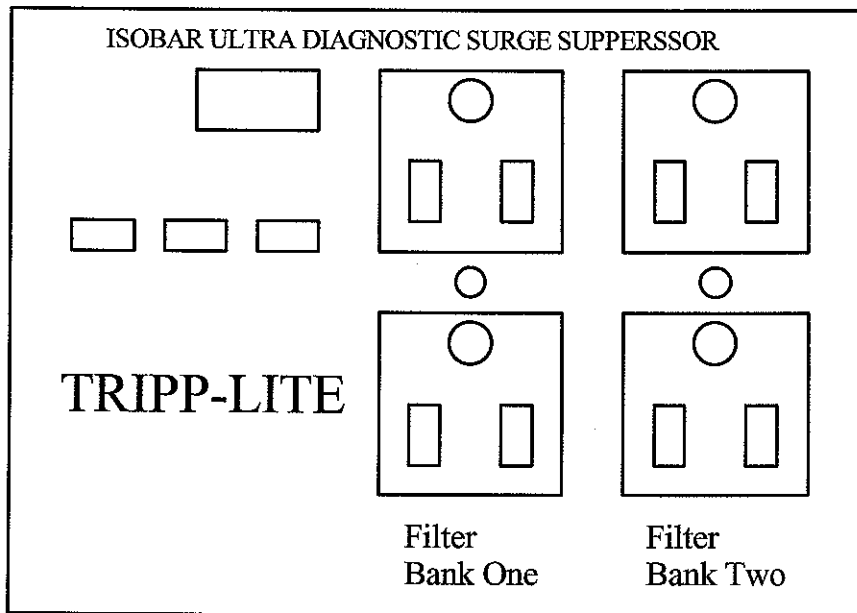 ISOBAR ULTRA DIAGNOSTIC SURGE SUPPERSSOR
TRIPP-LITE
Filter
Bank One
Filter
Bank Two